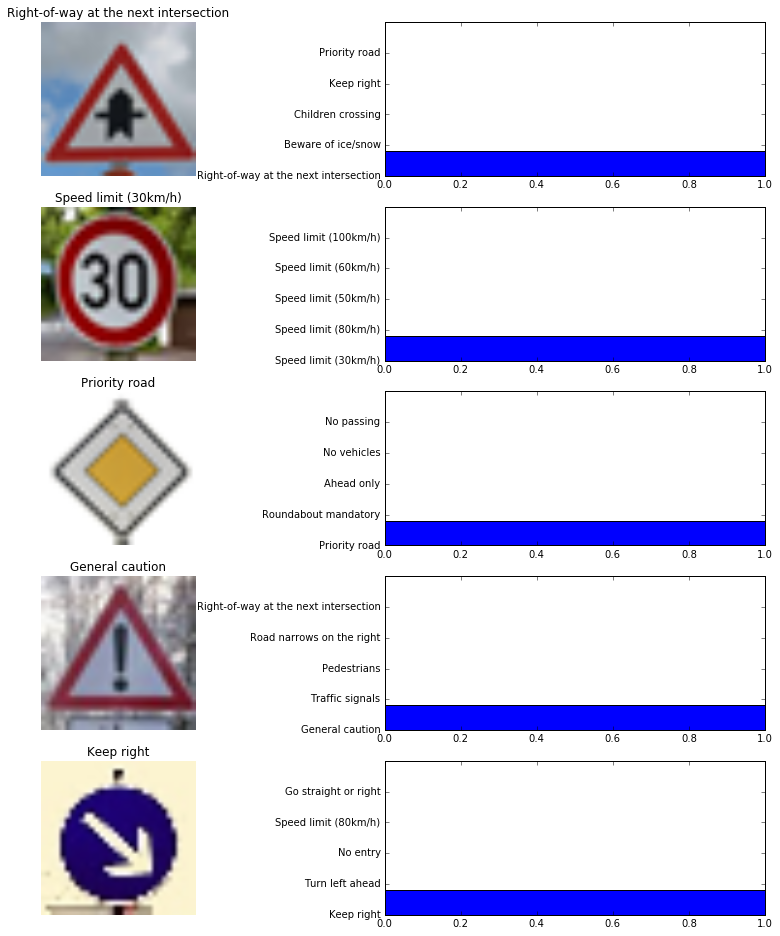 Right-of-way at the next intersection
Priority road
Keep right
Children crossing
Beware of ice/snow
Right-of-way at the next intersection
0.0 0.2 0.4 0.6 0.8 1.0
Speed limit (30km/h)
30
Speed limit (100km/h)
Speed limit (60km/h)
Speed limit (50km/h)
Speed limit (80km/h)
Speed limit (30km/h)
0.0 0.2 0.4 0.6 0.8 1.0
Priority road
No passing
No vehicles
Ahead only
Roundabout mandatory
Priority road
0.0 0.2 0.4 0.6 0.8 1.0
General caution
!
Right-of-way at the next intersection
Road narrows on the right
Pedestrians
Traffic signals
General caution
0.0 0.2 0.4 0.6 0.8 1.0
Keep right
Go straight or right
Speed limit (80km/h)
No entry
Turn left ahead
Keep right
0.0 0.2 0.4 0.6 0.8 1.0